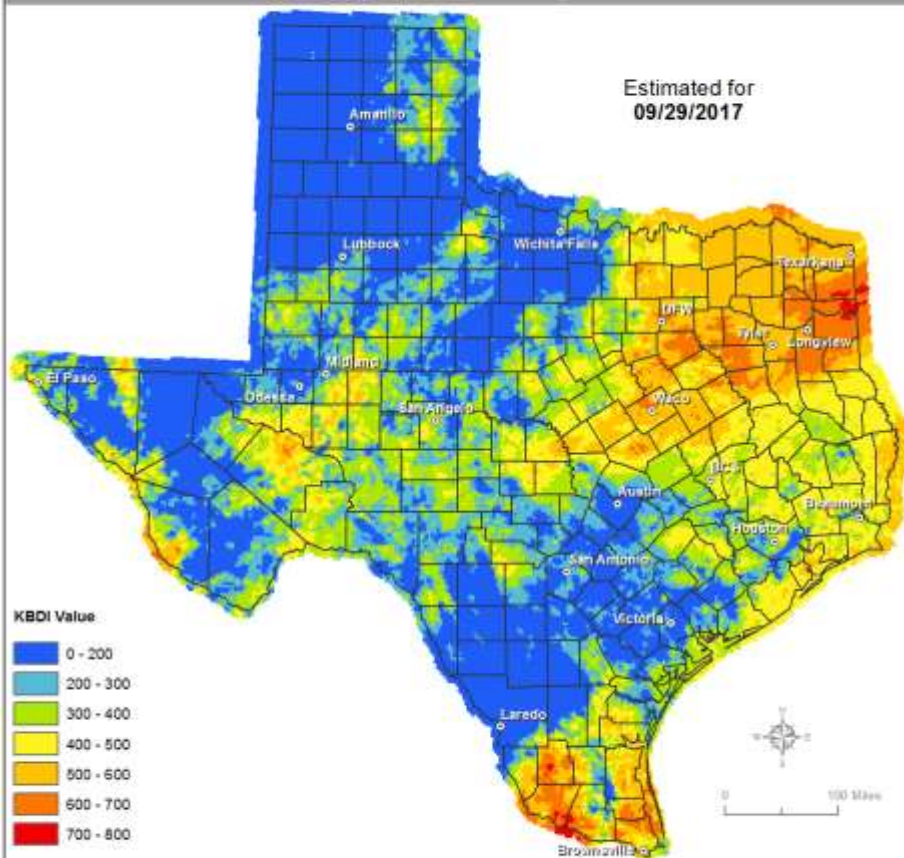 Estimated for
09/29/2017
Amarillo
Lubbock
Wichita Falls
Texarkana
DFW
Tyler
Longview
Midland
El Paso
Odessa
San Angelo
Waco
BCS
Austin
Beaumont
Houston
San Antonio
Victoria
KBDI Value
0 - 200
200 - 300
300 - 400
400 - 500
500 - 600
600 - 700
700 - 800
Laredo
0 100 Miles
Brownsville